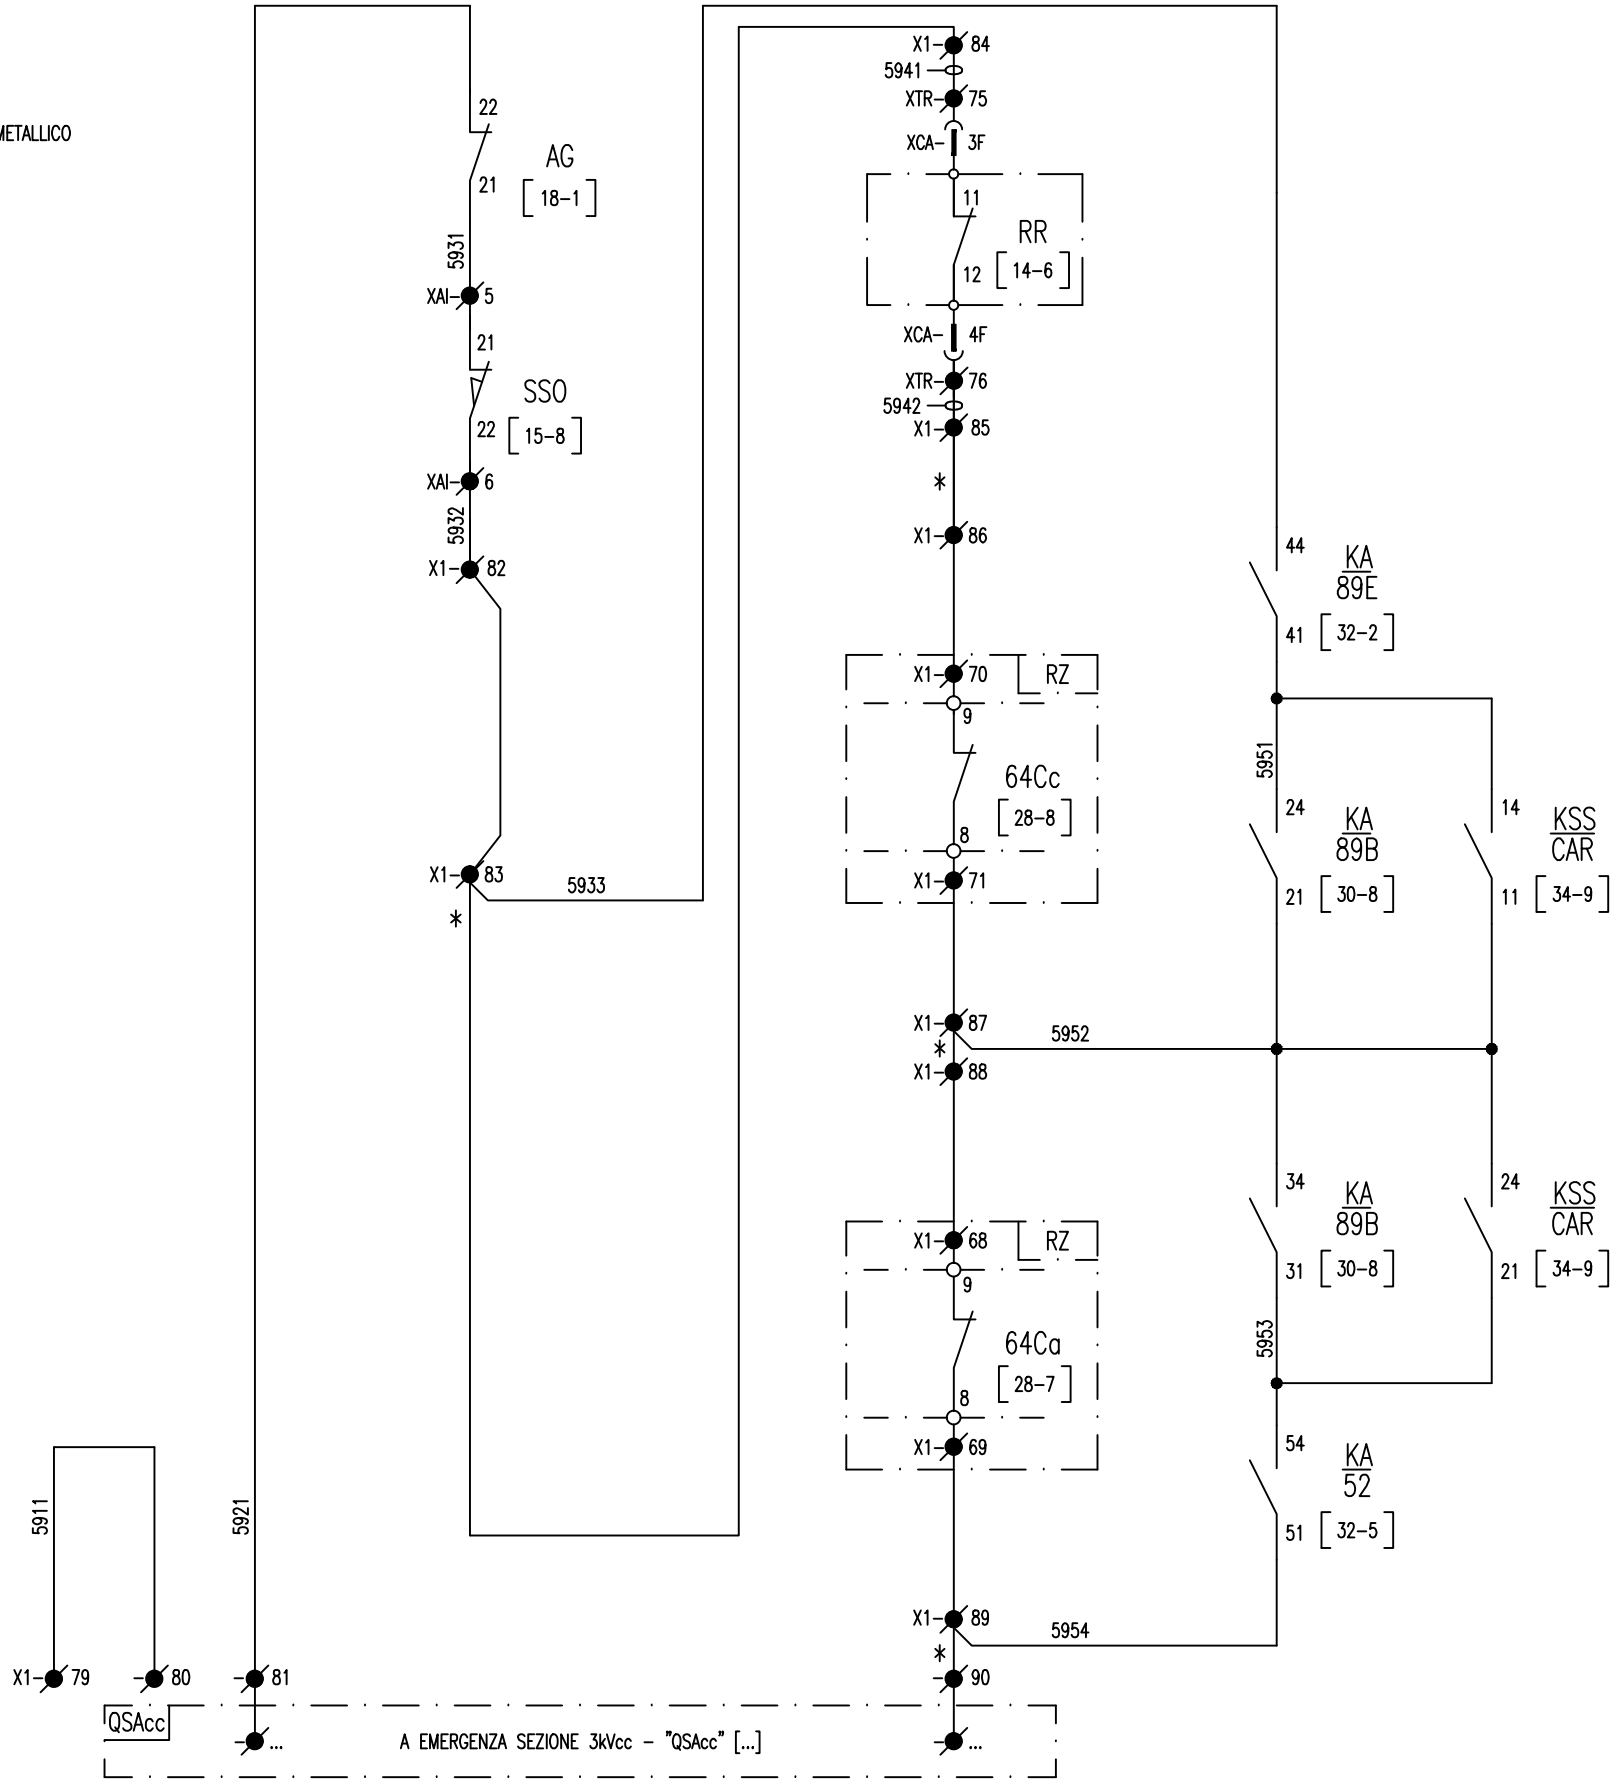 METALLICO
22
AG
21
[ 18-1 ]
5931
XAI- 5
21
SSO
22
[ 15-8 ]
XAI- 6
5932
X1- 82
X1- 83
5933
*
X1- 84
5941
XTR- 75
XCA- 3F
11
RR
12
[ 14-6 ]
XCA- 4F
XTR- 76
5942
X1- 85
*
X1- 86
X1- 70
RZ
9
64Cc
[ 28-8 ]
8
X1- 71
X1- 87
5952
*
X1- 88
X1- 68
RZ
9
64Ca
[ 28-7 ]
8
X1- 69
X1- 89
5954
*
- 90
44
KA
89E
41
[ 32-2 ]
5951
24
KA
89B
21
[ 30-8 ]
14
KSS
CAR
11
[ 34-9 ]
34
KA
89B
31
[ 30-8 ]
24
KSS
CAR
21
[ 34-9 ]
5953
54
KA
52
51
[ 32-5 ]
5911
5921
X1- 79
- 80
- 81
QSAcc
- ...
A EMERGENZA SEZIONE 3kVcc - "QSAcc" [...]
- ...